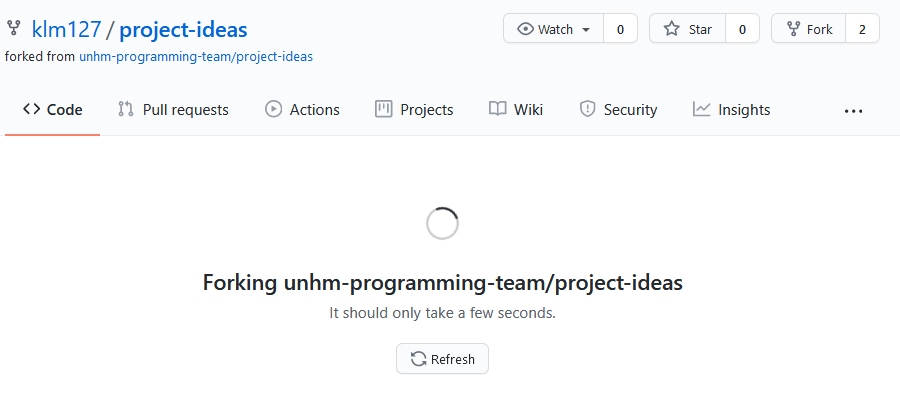 klm127 / project-ideas
Watch 0 Star 0 Fork 2
forked from unhm-programming-team/project-ideas
Code Pull requests Actions Projects Wiki Security Insights ...
Forking unhm-programming-team/project-ideas
It should only take a few seconds.
Refresh